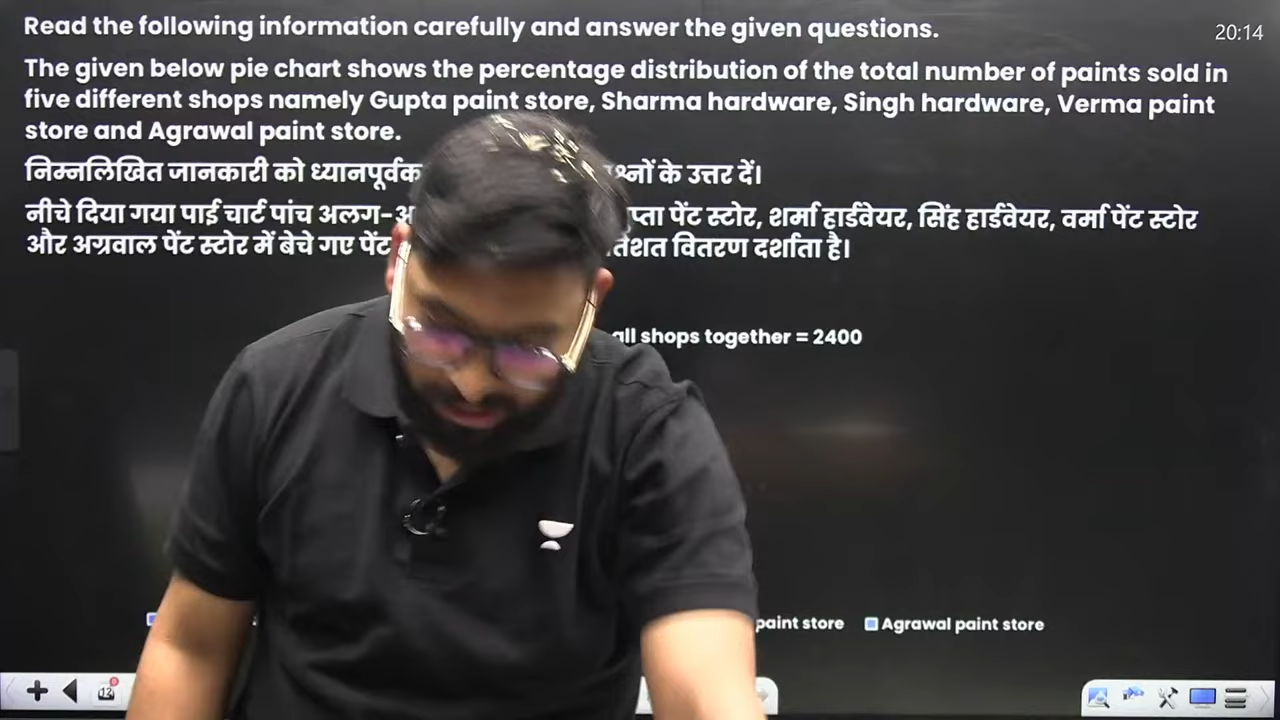 Read the following information carefully and answer the given questions.
20:14
The given below pie chart shows the percentage distribution of the total number of paints sold in
five different shops namely Gupta paint store, Sharma hardware, Singh hardware, Verma paint
store and Agrawal paint store.
निम्नलिखित जानकारी को ध्यानपूर्वक के उत्तर दें।
नीचे दिया गया पाई चार्ट पांच पेंट स्टोर, शर्मा हार्डवेयर, सिंह हार्डवेयर, वर्मा पेंट स्टोर
और अग्रवाल पेंट स्टोर में बेचे गए वितरण दर्शाता है।
all shops together = 2400
paint store Agrawal paint store
12